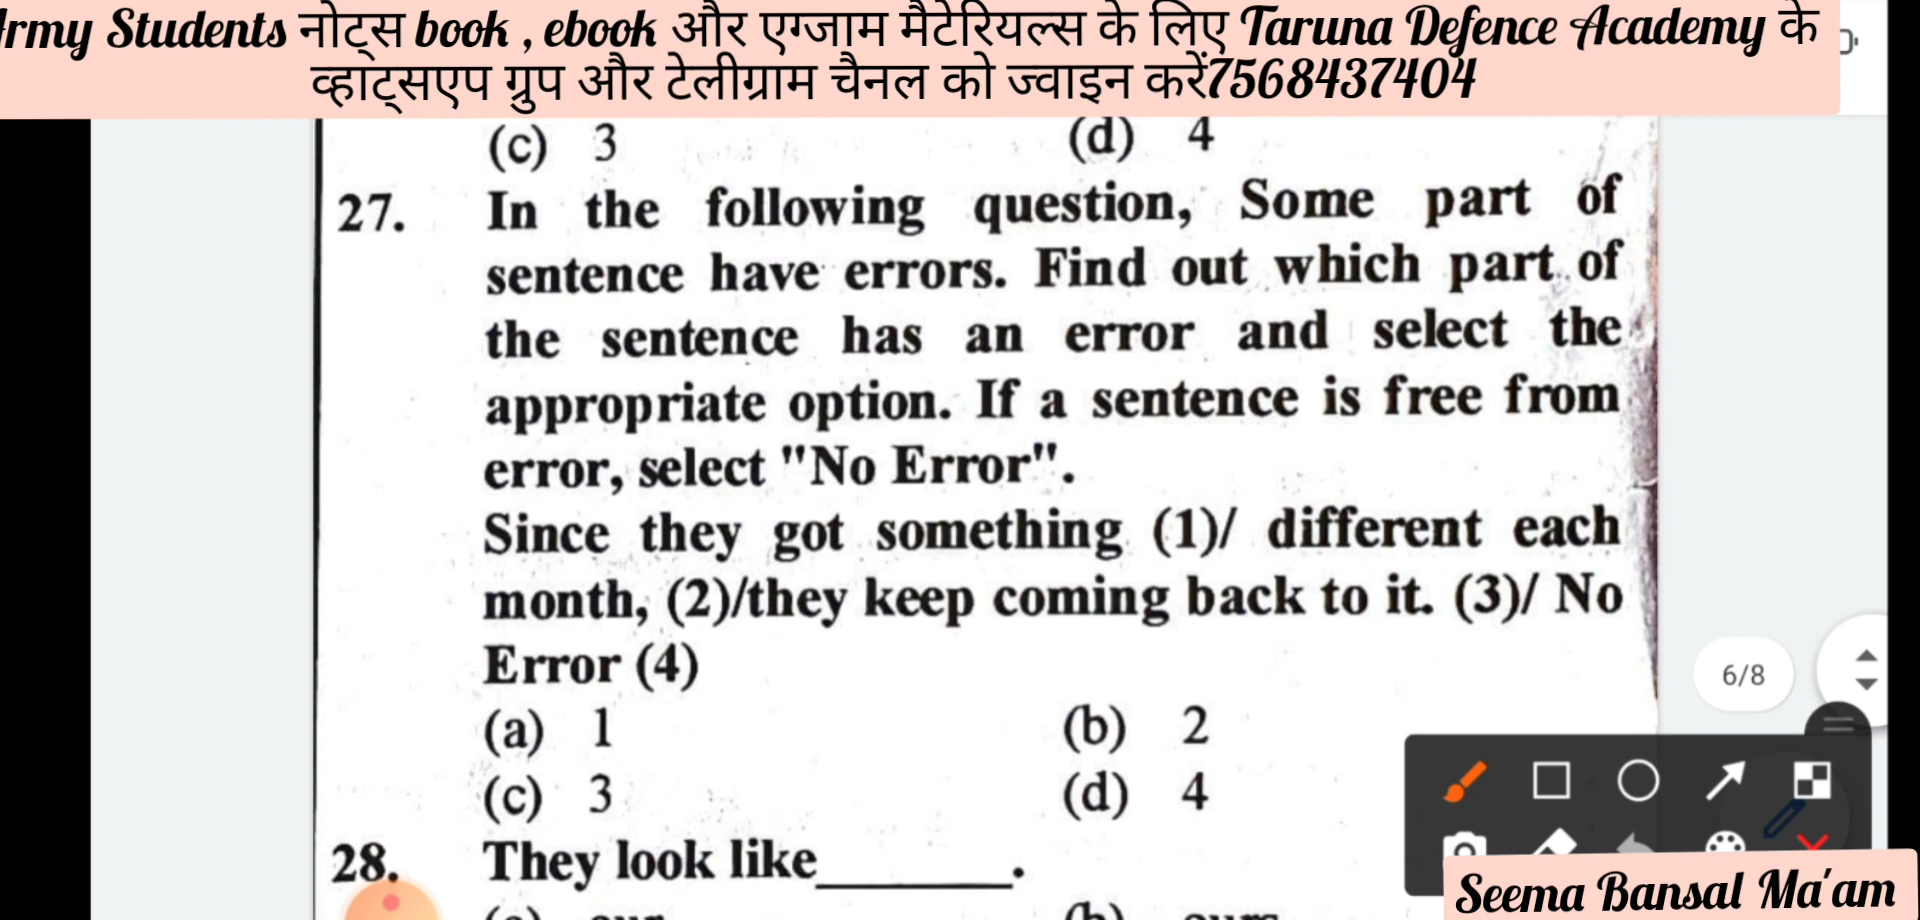 Army Students नोट्स book , ebook और एग्जाम मैटेरियल्स के लिए Taruna Defence Academy के
व्हाट्सएप ग्रुप और टेलीग्राम चैनल को ज्वाइन करें7568437404
(c) 3 (d) 4
27. In the following question, Some part of
sentence have errors. Find out which part of
the sentence has an error and select the
appropriate option. If a sentence is free from
error, select "No Error".
Since they got something (1)/ different each
month, (2)/they keep coming back to it. (3)/ No
Error (4)
(a) 1 (b) 2
(c) 3 (d) 4
6/8
28. They look like_______.
Seema Bansal Ma'am